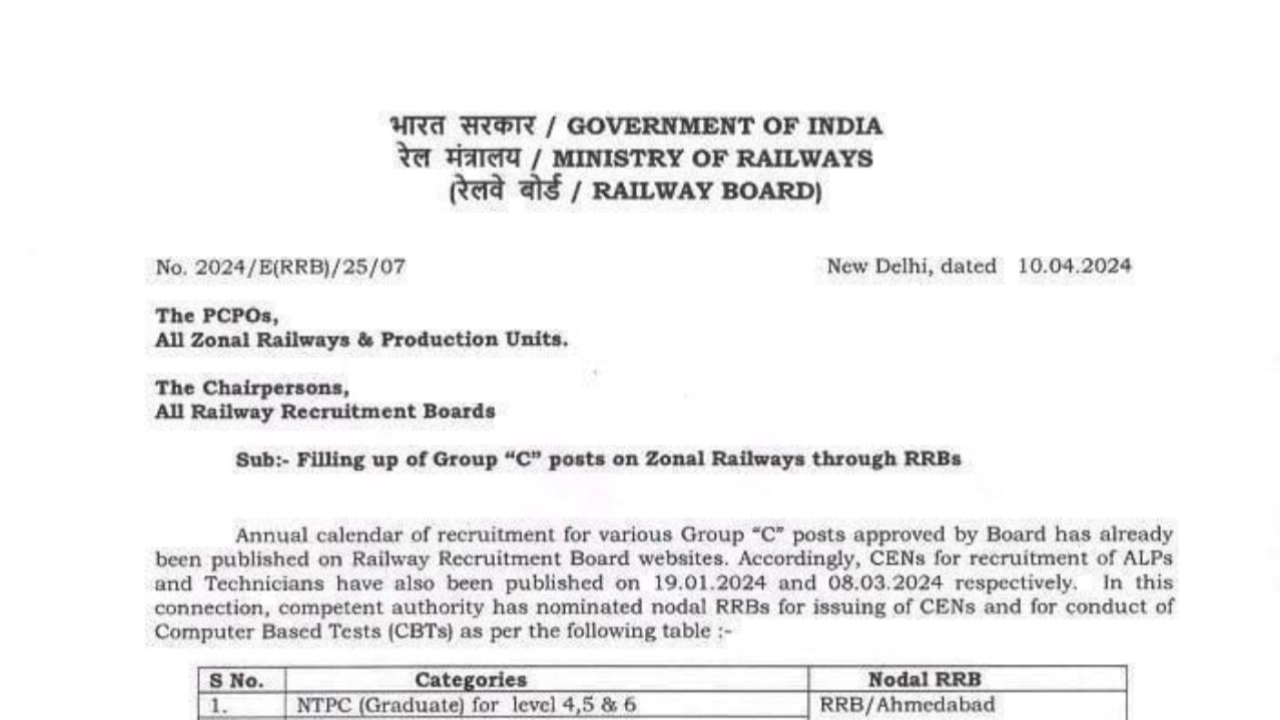 भारत सरकार / GOVERNMENT OF INDIA
रेल मंत्रालय / MINISTRY OF RAILWAYS
(रेलवे बोर्ड / RAILWAY BOARD)
No. 2024/E(RRB)/25/07 New Delhi, dated 10.04.2024
The PCPOs,
All Zonal Railways & Production Units.
The Chairpersons,
All Railway Recruitment Boards
Sub:- Filling up of Group “C” posts on Zonal Railways through RRBs
Annual calendar of recruitment for various Group “C” posts approved by Board has already
been published on Railway Recruitment Board websites. Accordingly, CENs for recruitment of ALPs
and Technicians have also been published on 19.01.2024 and 08.03.2024 respectively. In this
connection, competent authority has nominated nodal RRBs for issuing of CENs and for conduct of
Computer Based Tests (CBTs) as per the following table :-
S No. Categories Nodal RRB
1. NTPC (Graduate) for level 4,5 & 6 RRB/Ahmedabad